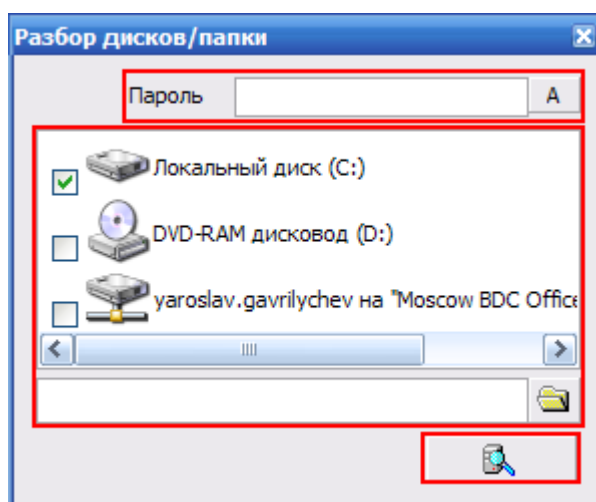 Разбор дисков/папки
Пароль
A
Локальный диск (C:)
DVD-RAM дисковод (D:)
yaroslav.gavrilychev на "Moscow BDC Office